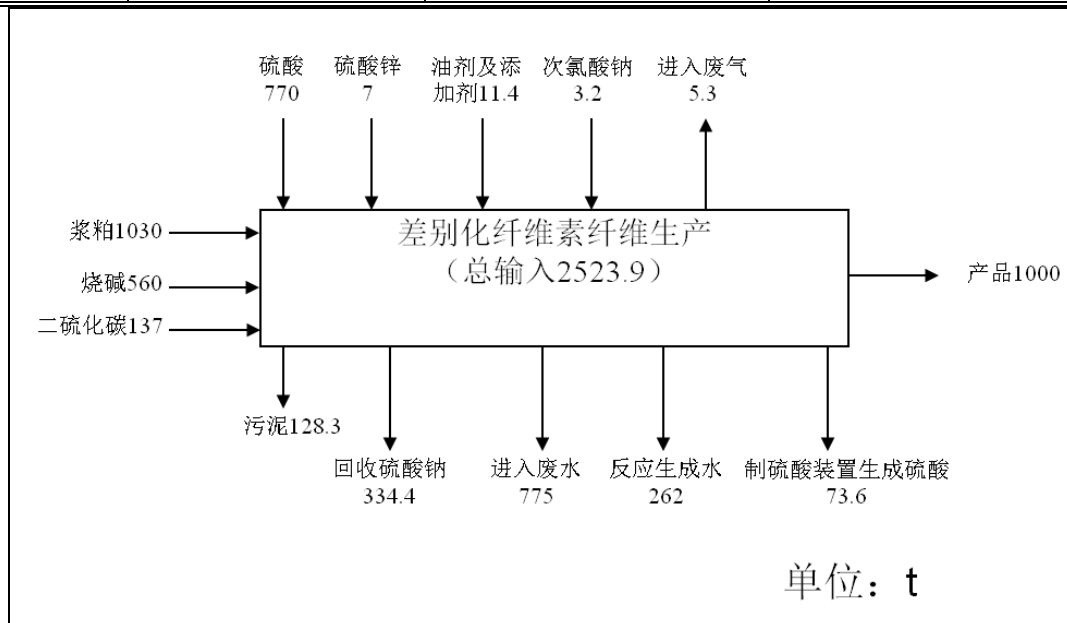 硫酸
770
硫酸锌
7
油剂及添
加剂11.4
次氯酸钠
3.2
进入废气
5.3
浆粕1030
烧碱560
二硫化碳137
差别化纤维素纤维生产
（总输入2523.9）
产品1000
污泥128.3
回收硫酸钠
334.4
进入废水
775
反应生成水
262
制硫酸装置生成硫酸
73.6
单位：t